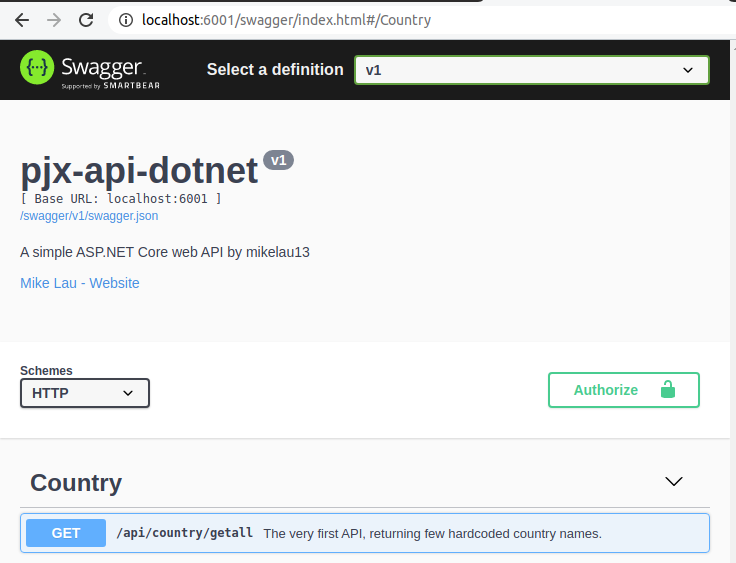 localhost:6001/swagger/index.html#/Country
{···} Swagger
Supported by SMARTBEAR
Select a definition
v1
pjx-api-dotnet v1
[ Base URL: localhost:6001 ]
/swagger/v1/swagger.json
A simple ASP.NET Core web API by mikelau13
Mike Lau - Website
Schemes
HTTP
Authorize
Country
GET /api/country/getall The very first API, returning few hardcoded country names.